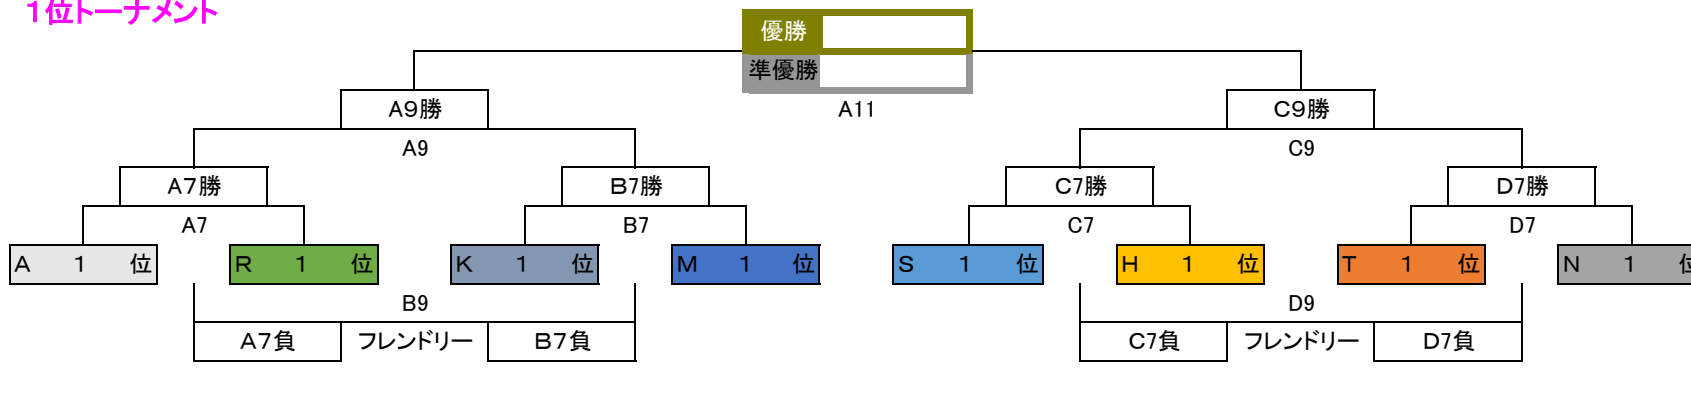 1位トーナメント
優勝
準優勝
A11
A9勝 C9勝
A9 C9
A7勝 B7勝 C7勝 D7勝
A7 B7 C7 D7
A 1 位 R 1 位 K 1 位 M 1 位 S 1 位 H 1 位 T 1 位 N 1 位
B9 D9
A7負 フレンドリー B7負 C7負 フレンドリー D7負